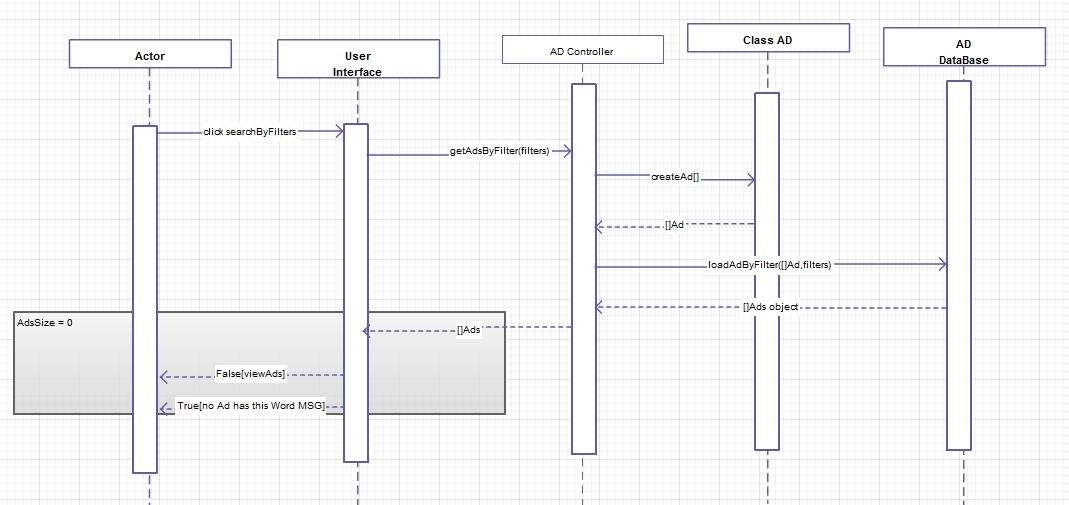 Actor
User
Interface
AD Controller
Class AD
AD
DataBase
click searchByFilters
getAdsByFilter(filters)
createAd[]
[]Ad
loadAdByFilter([]Ad,filters)
[]Ads object
AdsSize = 0
[]Ads
False[viewAds]
True[no Ad has this Word MSG]